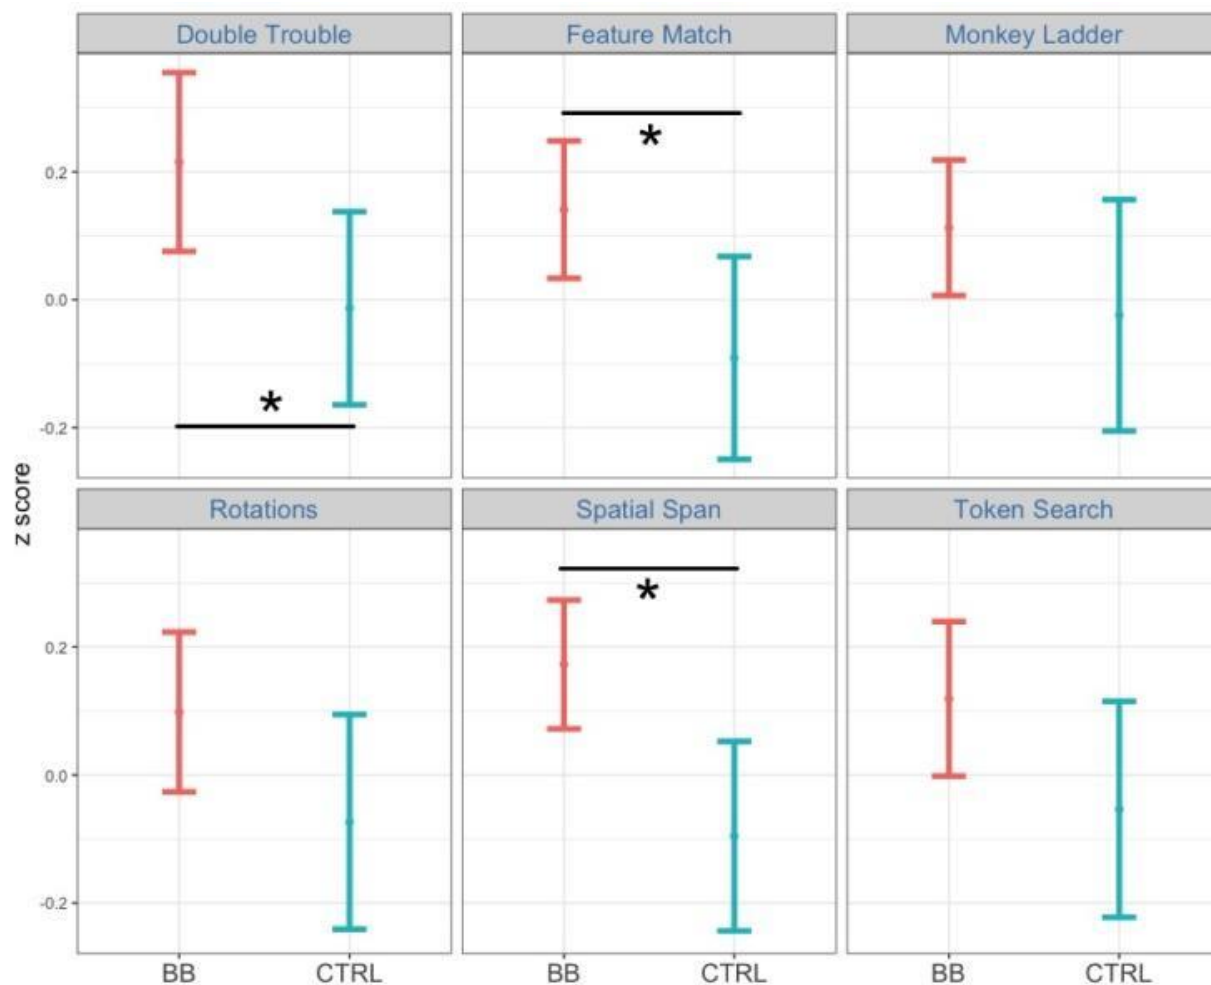 Double Trouble Feature Match Monkey Ladder
0.2
*
0.0
*
-0.2
z score
Rotations Spatial Span Token Search
*
0.2
0.0
-0.2
BB CTRL BB CTRL BB CTRL